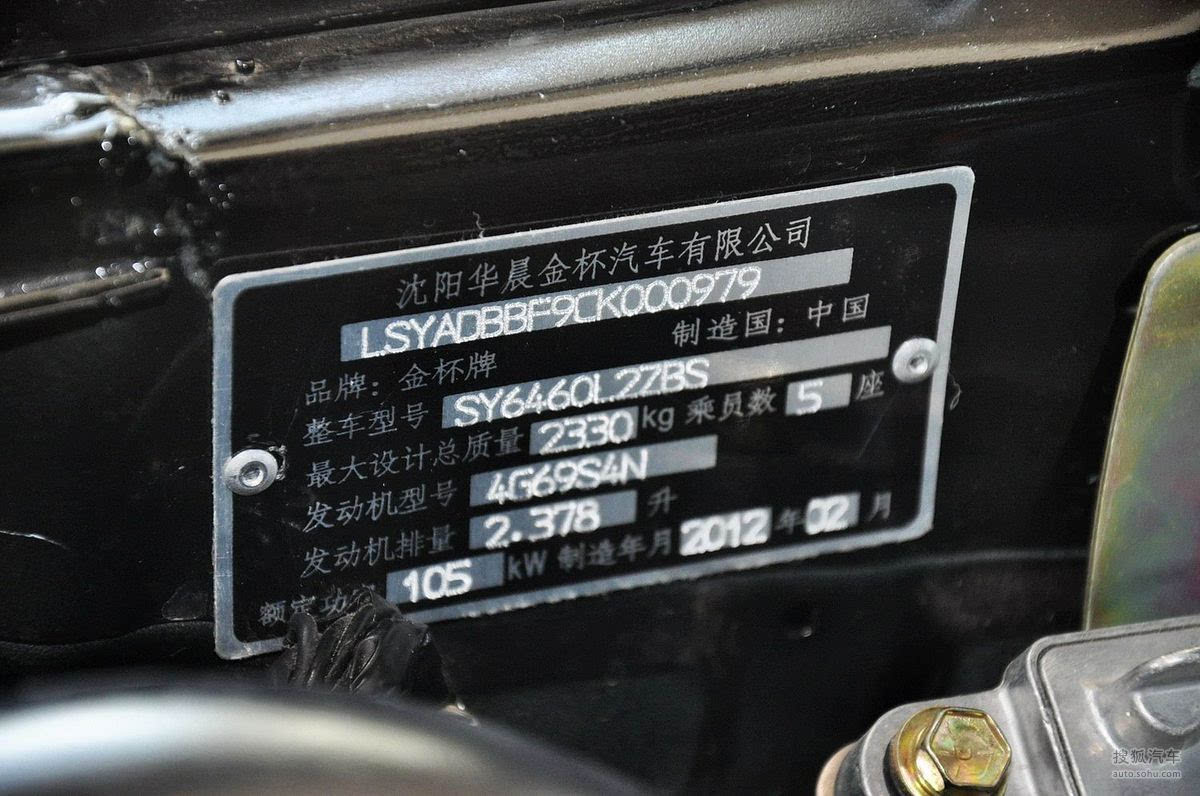 沈阳华晨金杯汽车有限公司
LSYADBBF9CK000979
品牌：金杯牌 制造国：中国
整车型号 SY6460L2ZBS
最大设计总质量 2330 kg 乘员数 5 座
发动机型号 4G69S4N
发动机排量 2.378 升
额定功 105 kW 制造年月 2012 年 02 月
搜狐汽车
auto.sohu.com